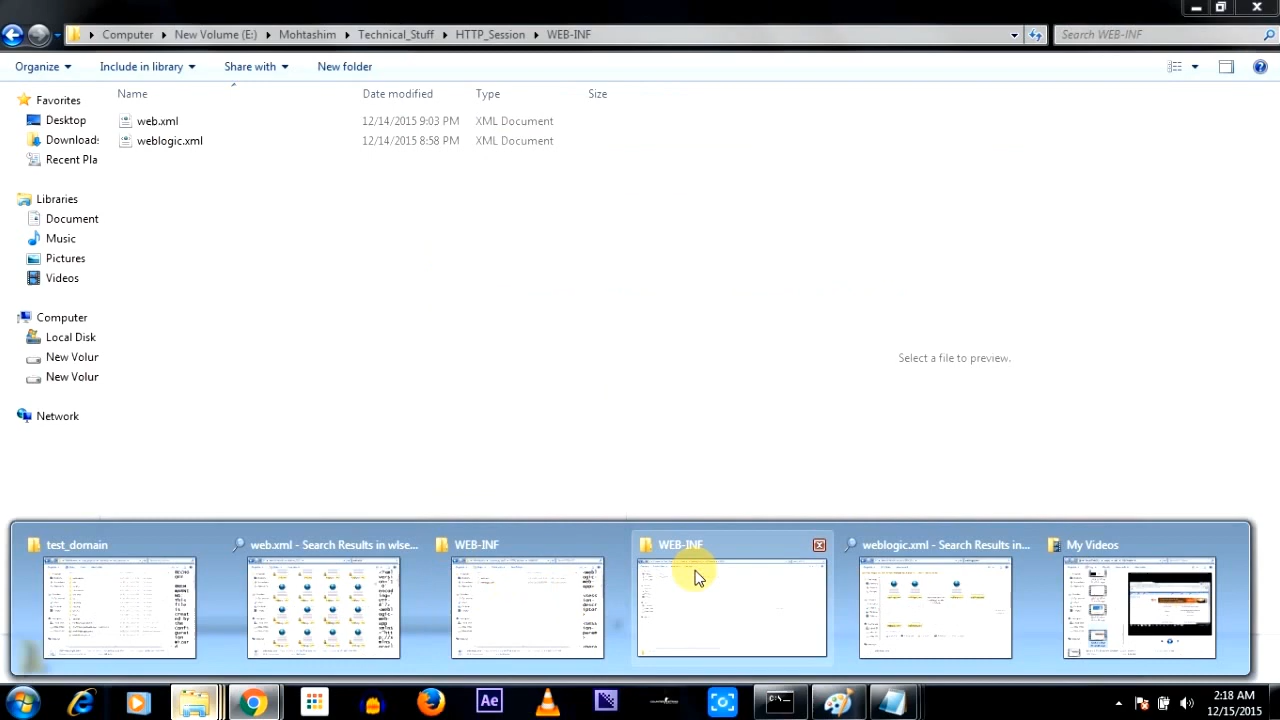 Computer New Volume (E:) Mohtashim Technical_Stuff HTTP_Session WEB-INF Search WEB-INF
Organize Include in library Share with New folder
Name Date modified Type Size
Favorites
Desktop
Downloads
Recent Pla
Libraries
Document
Music
Pictures
Videos
Computer
Local Disk
New Volur
New Volur
Network
web.xml 12/14/2015 9:03 PM XML Document
weblogic.xml 12/14/2015 8:58 PM XML Document
Select a file to preview.
test_domain web.xml - Search Results in wlse... WEB-INF WEB-INF weblogic.xml - Search Results in... My Videos
Ae
2:18 AM
12/15/2015